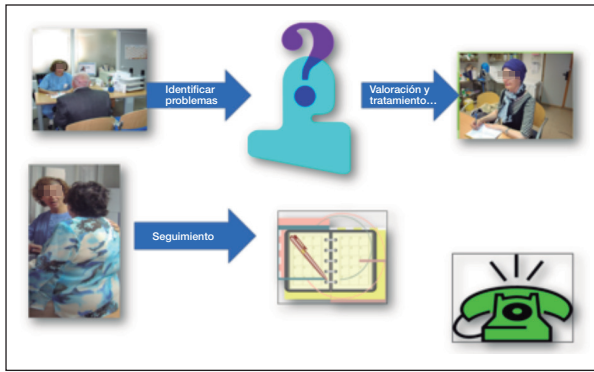 Identificar
problemas
?
Valoración y
tratamiento...
Seguimiento